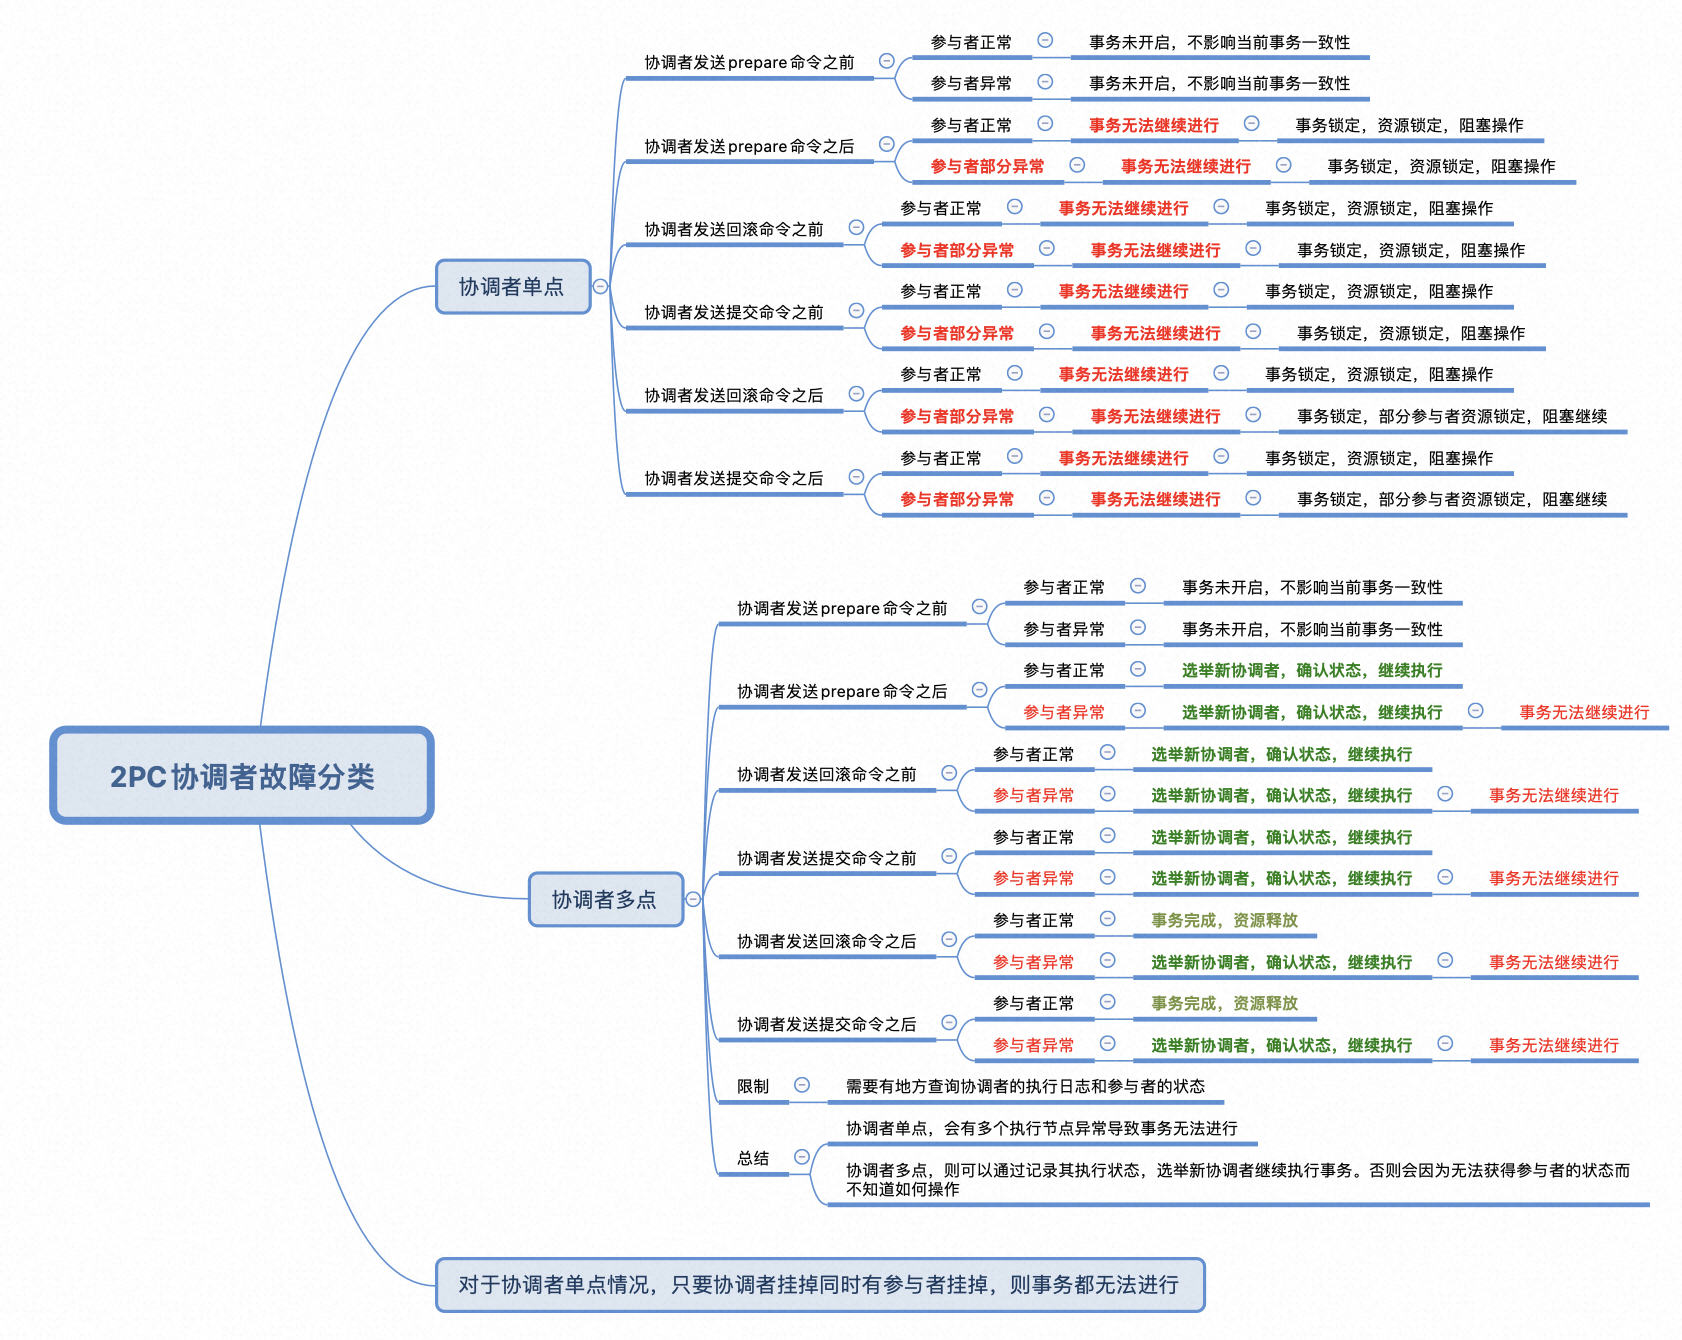 2PC协调者故障分类
协调者单点
协调者发送prepare命令之前
参与者正常
事务未开启，不影响当前事务一致性
参与者异常
事务未开启，不影响当前事务一致性
协调者发送prepare命令之后
参与者正常
事务无法继续进行
事务锁定，资源锁定，阻塞操作
参与者部分异常
事务无法继续进行
事务锁定，资源锁定，阻塞操作
协调者发送回滚命令之前
参与者正常
事务无法继续进行
事务锁定，资源锁定，阻塞操作
参与者部分异常
事务无法继续进行
事务锁定，资源锁定，阻塞操作
协调者发送提交命令之前
参与者正常
事务无法继续进行
事务锁定，资源锁定，阻塞操作
参与者部分异常
事务无法继续进行
事务锁定，资源锁定，阻塞操作
协调者发送回滚命令之后
参与者正常
事务无法继续进行
事务锁定，资源锁定，阻塞操作
参与者部分异常
事务无法继续进行
事务锁定，部分参与者资源锁定，阻塞继续
协调者发送提交命令之后
参与者正常
事务无法继续进行
事务锁定，资源锁定，阻塞操作
参与者部分异常
事务无法继续进行
事务锁定，部分参与者资源锁定，阻塞继续
协调者多点
协调者发送prepare命令之前
参与者正常
事务未开启，不影响当前事务一致性
参与者异常
事务未开启，不影响当前事务一致性
协调者发送prepare命令之后
参与者正常
选举新协调者，确认状态，继续执行
参与者异常
选举新协调者，确认状态，继续执行
事务无法继续进行
协调者发送回滚命令之前
参与者正常
选举新协调者，确认状态，继续执行
参与者异常
选举新协调者，确认状态，继续执行
事务无法继续进行
协调者发送提交命令之前
参与者正常
选举新协调者，确认状态，继续执行
参与者异常
选举新协调者，确认状态，继续执行
事务无法继续进行
协调者发送回滚命令之后
参与者正常
事务完成，资源释放
参与者异常
选举新协调者，确认状态，继续执行
事务无法继续进行
协调者发送提交命令之后
参与者正常
事务完成，资源释放
参与者异常
选举新协调者，确认状态，继续执行
事务无法继续进行
限制
需要有地方查询协调者的执行日志和参与者的状态
总结
协调者单点，会有多个执行节点异常导致事务无法进行
协调者多点，则可以通过记录其执行状态，选举新协调者继续执行事务。否则会因为无法获得参与者的状态而
不知道如何操作
对于协调者单点情况，只要协调者挂掉同时有参与者挂掉，则事务都无法进行